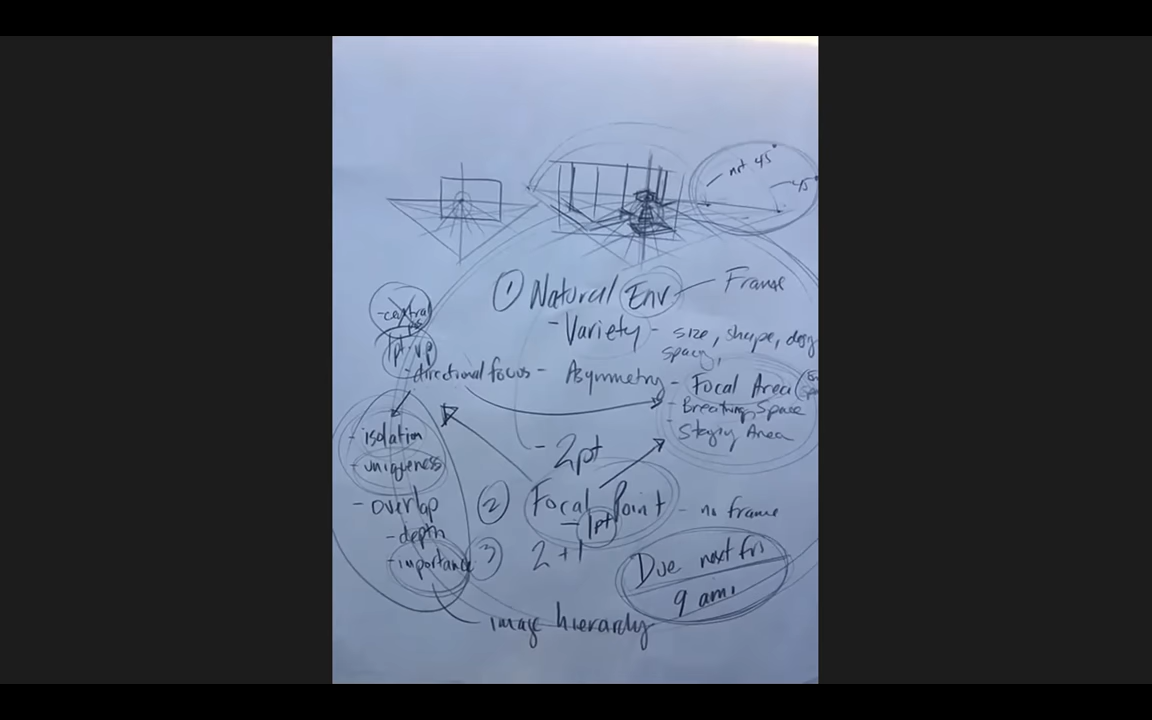 not 45°
45°
① Natural Env - Frame
- Variety - size, shape,
- central
1pt-vp
- directional focus - Asymmetry - Focal Area
- Breathing Space
- Staging Area
- isolation
- uniqueness
- 2pt
- overlap
② Focal Point - no frame
- 1pt
- depth
- importance
③ 2+1
Due next fri
9 am.
image hierarchy